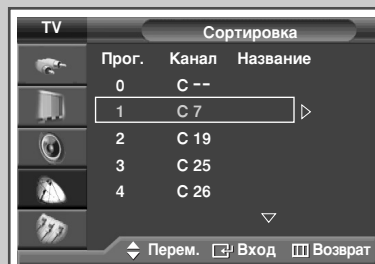 TV Сортировка
Прог. Канал Название
0 C --
1 C 7
2 C 19
3 C 25
4 C 26
Перем. Вход Возврат